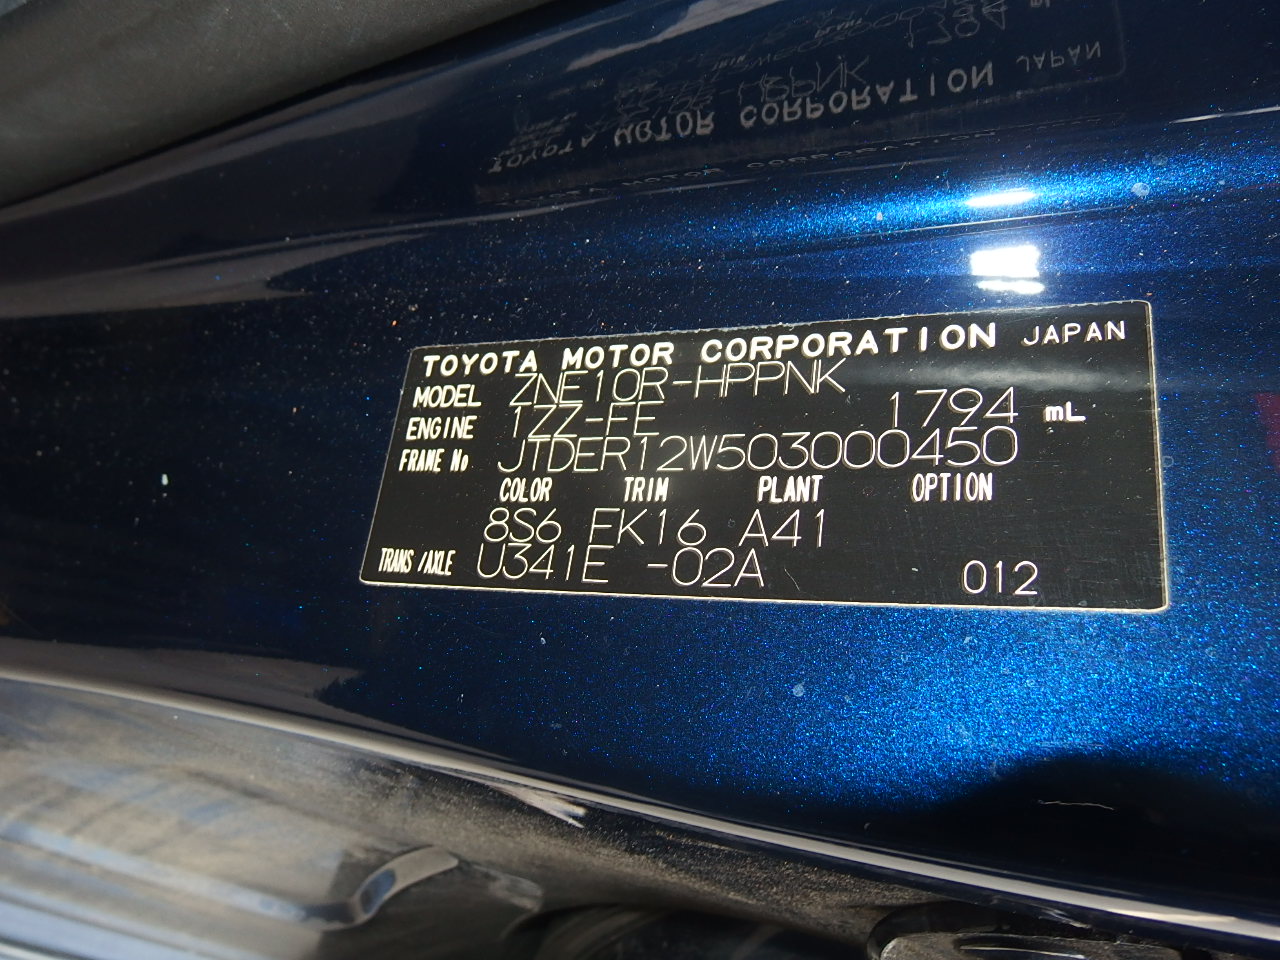 TOYOTA MOTOR CORPORATION JAPAN
MODEL ZNE10R-HPPNK
ENGINE 1ZZ-FE 1794 mL
FRAME No JTDER12W503000450
COLOR TRIM PLANT OPTION
8S6 FK16 A41
TRANS/AXLE U341E -02A 012